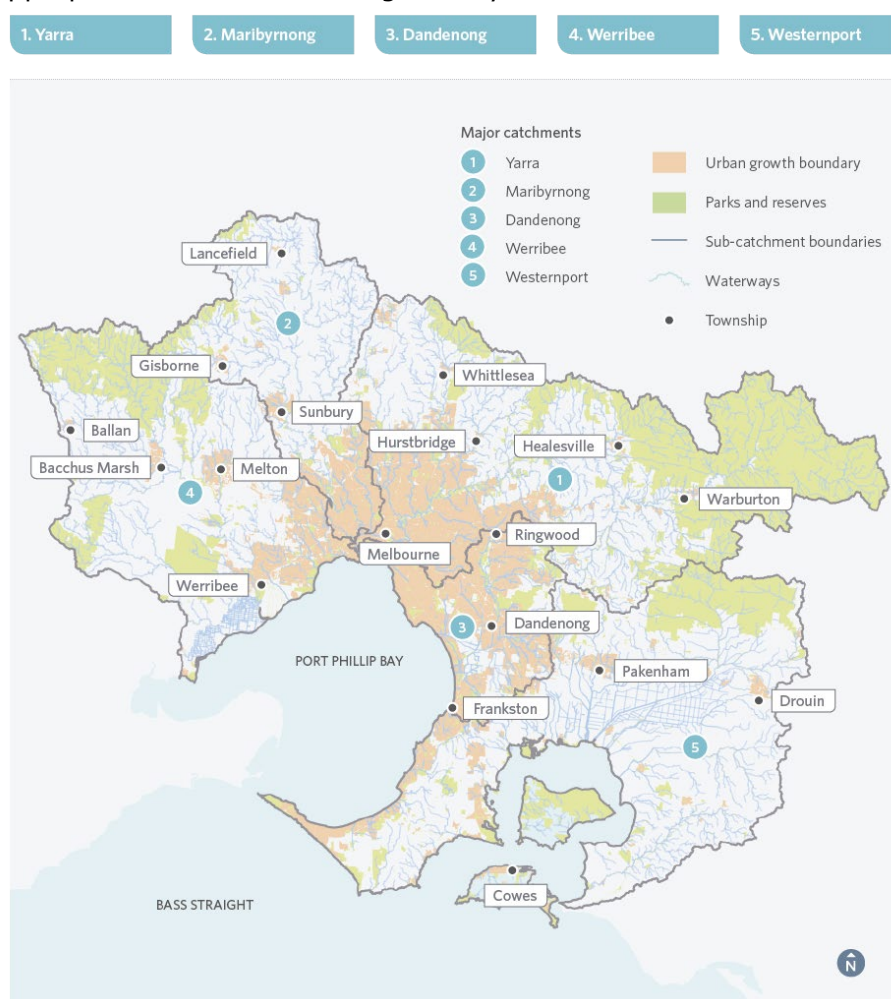 1. Yarra
2. Maribyrnong
3. Dandenong
4. Werribee
5. Westernport
Major catchments
1 Yarra
2 Maribyrnong
3 Dandenong
4 Werribee
5 Westernport
Urban growth boundary
Parks and reserves
Sub-catchment boundaries
Waterways
Township
Lancefield
2
Gisborne
Whittlesea
Sunbury
Ballan
Hurstbridge
Healesville
Bacchus Marsh
Melton
1
4
Warburton
Ringwood
Melbourne
Werribee
3
Dandenong
PORT PHILLIP BAY
Pakenham
Drouin
Frankston
5
Cowes
BASS STRAIGHT
N